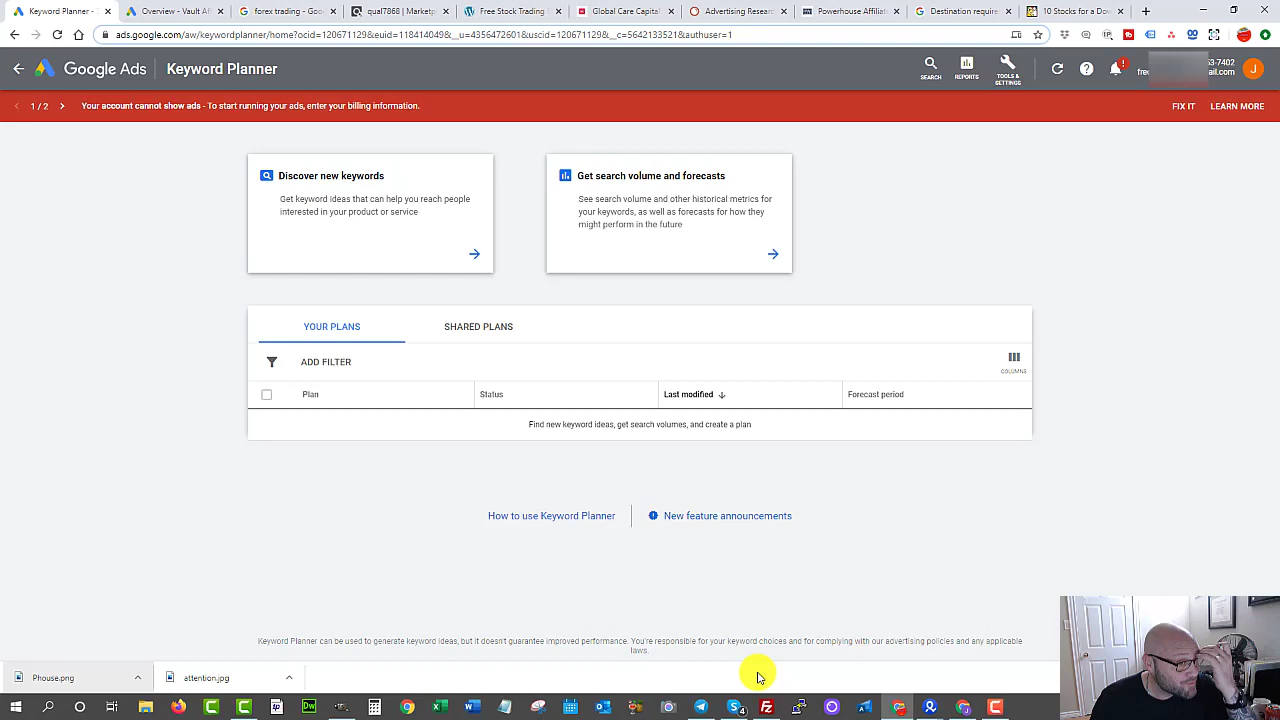 Keyword Planner -
Overview - Vault Af
forex trading - Goo
qual7868 | Marketp
Free Stock Trading
Global Care Capital
Advertising Resear
Powerhouse Affiliat
Destination require
10 Stocks for a Dow
ads.google.com/aw/keywordplanner/home?ocid=120671129&euid=118414049&__u=4356472601&uscid=120671129&__c=5642133521&authuser=1
Google Ads
Keyword Planner
SEARCH
REPORTS
TOOLS &
SETTINGS
53-7402
fre
ail.com
J
1 / 2
Your account cannot show ads - To start running your ads, enter your billing information.
FIX IT
LEARN MORE
Discover new keywords
Get keyword ideas that can help you reach people
interested in your product or service
Get search volume and forecasts
See search volume and other historical metrics for
your keywords, as well as forecasts for how they
might perform in the future
YOUR PLANS
SHARED PLANS
ADD FILTER
COLUMNS
Plan
Status
Last modified
Forecast period
Find new keyword ideas, get search volumes, and create a plan
How to use Keyword Planner
New feature announcements
Keyword Planner can be used to generate keyword ideas, but it doesn't guarantee improved performance. You're responsible for your keyword choices and for complying with our advertising policies and any applicable
laws.
Phouse.png
attention.jpg